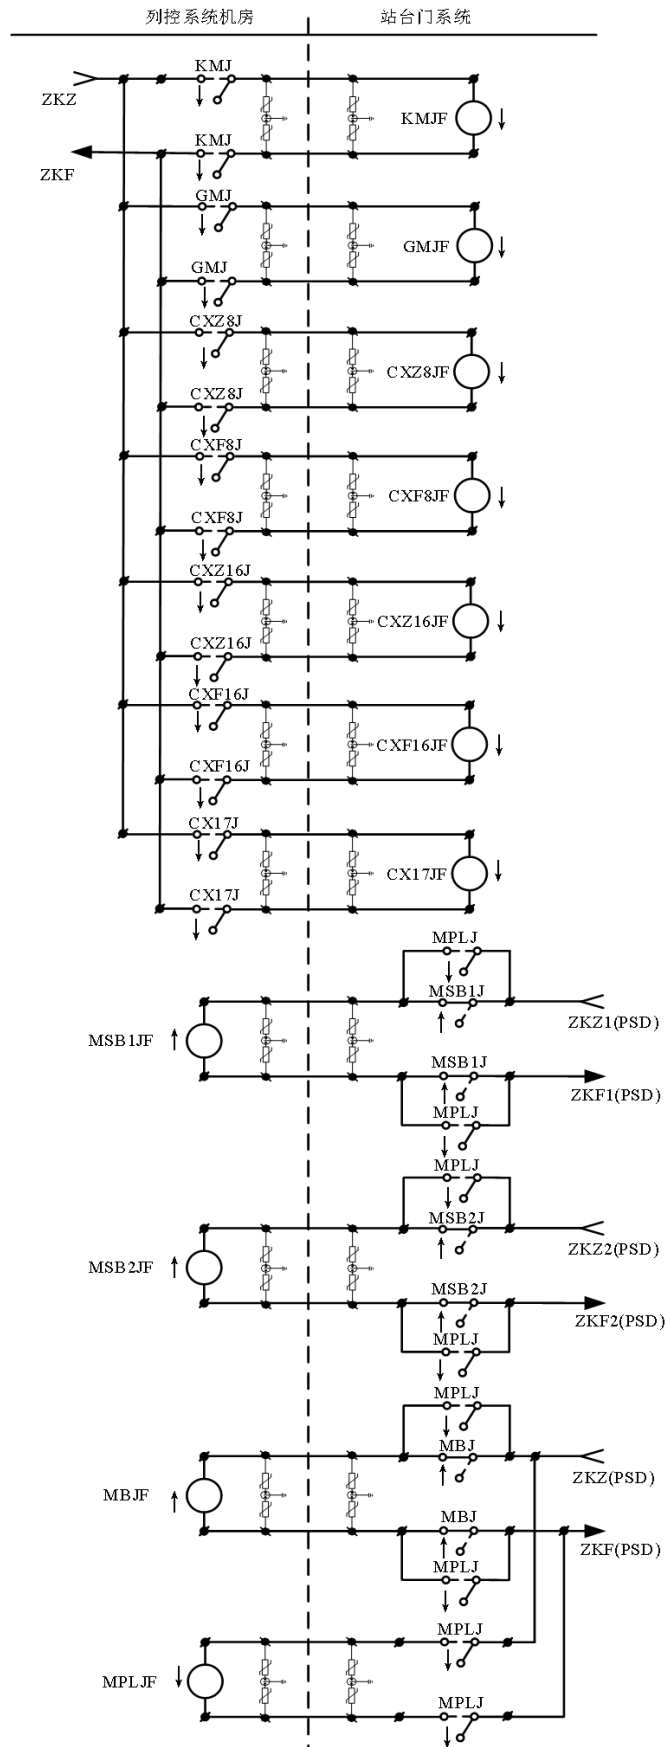 列控系统机房 站台门系统
KMJ
ZKZ
KMJF
KMJ
ZKF
GMJ
GMJF
GMJ
CXZ8J
CXZ8JF
CXZ8J
CXF8J
CXF8JF
CXF8J
CXZ16J
CXZ16JF
CXZ16J
CXF16J
CXF16JF
CXF16J
CX17J
CX17JF
CX17J
MPLJ
MSB1J
ZKZ1(PSD)
MSB1JF
MSB1J
ZKF1(PSD)
MPLJ
MPLJ
MSB2J
ZKZ2(PSD)
MSB2JF
MSB2J
ZKF2(PSD)
MPLJ
MPLJ
MBJ
ZKZ(PSD)
MBJF
MBJ
ZKF(PSD)
MPLJ
MPLJ
MPLJF
MPLJ